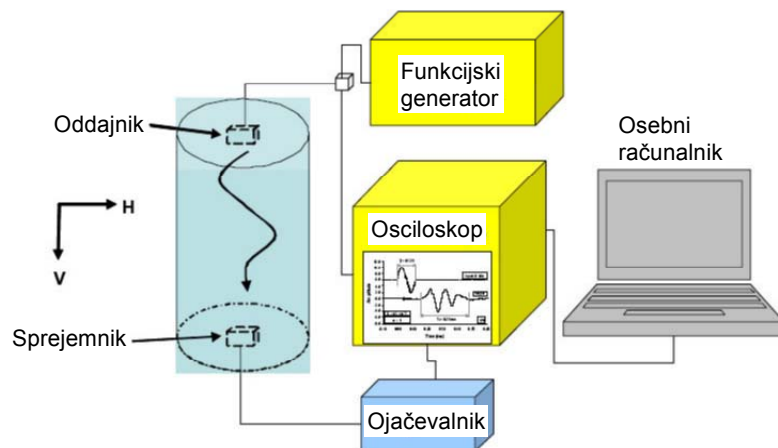 Funkcijski
generator
Oddajnik
Osebni
računalnik
H
V
Osciloskop
Sprejemnik
Ojačevalnik